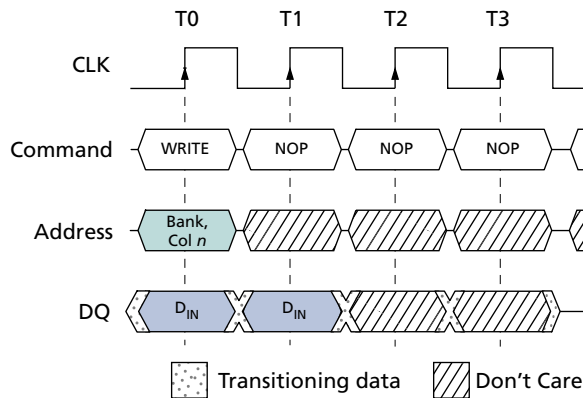 T0 T1 T2 T3
CLK
Command WRITE NOP NOP NOP
Address Bank,
Col n
DQ DIN DIN
Transitioning data Don't Care